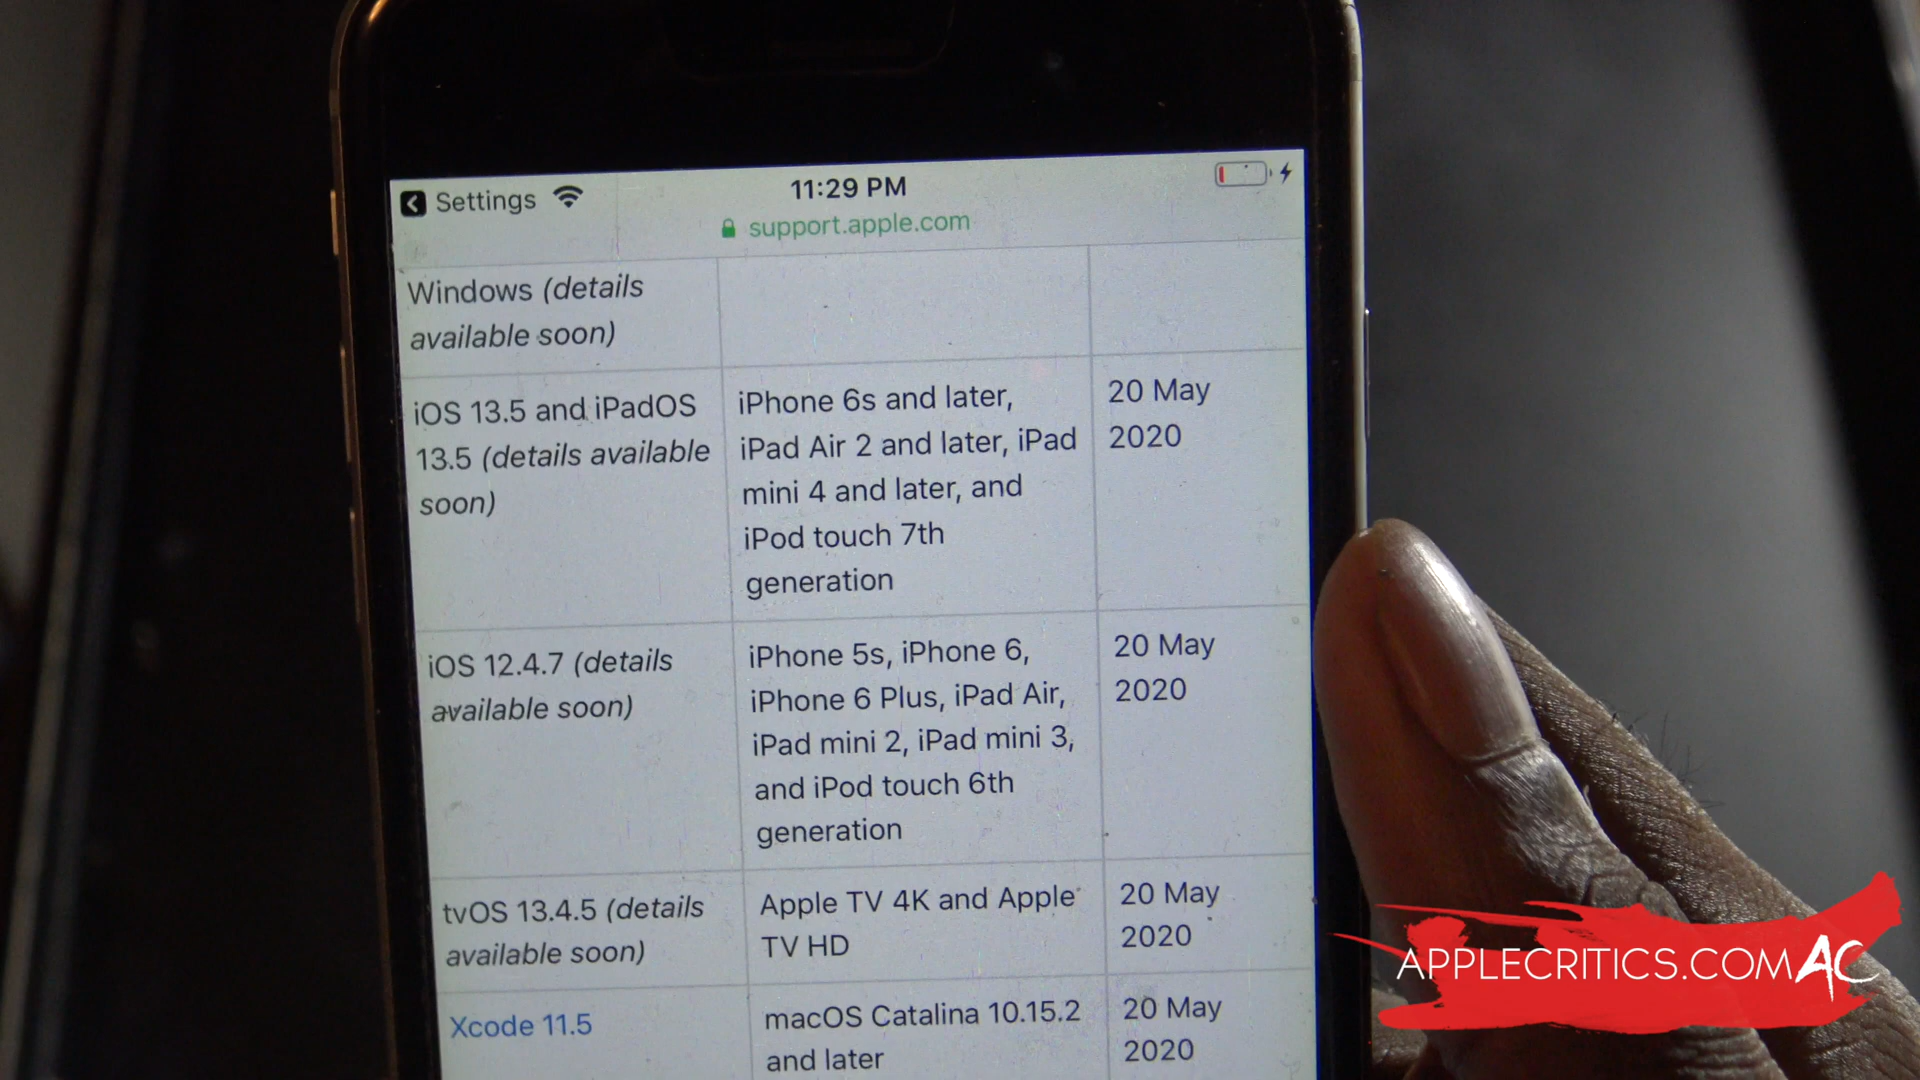 Settings
11:29 PM
support.apple.com
Windows (details
available soon)
iOS 13.5 and iPadOS
13.5 (details available
soon)
iPhone 6s and later,
iPad Air 2 and later, iPad
mini 4 and later, and
iPod touch 7th
generation
20 May
2020
iOS 12.4.7 (details
available soon)
iPhone 5s, iPhone 6,
iPhone 6 Plus, iPad Air,
iPad mini 2, iPad mini 3,
and iPod touch 6th
generation
20 May
2020
tvOS 13.4.5 (details
available soon)
Apple TV 4K and Apple
TV HD
20 May
2020
Xcode 11.5
macOS Catalina 10.15.2
and later
20 May
2020
APPLECRITICS.COM AC